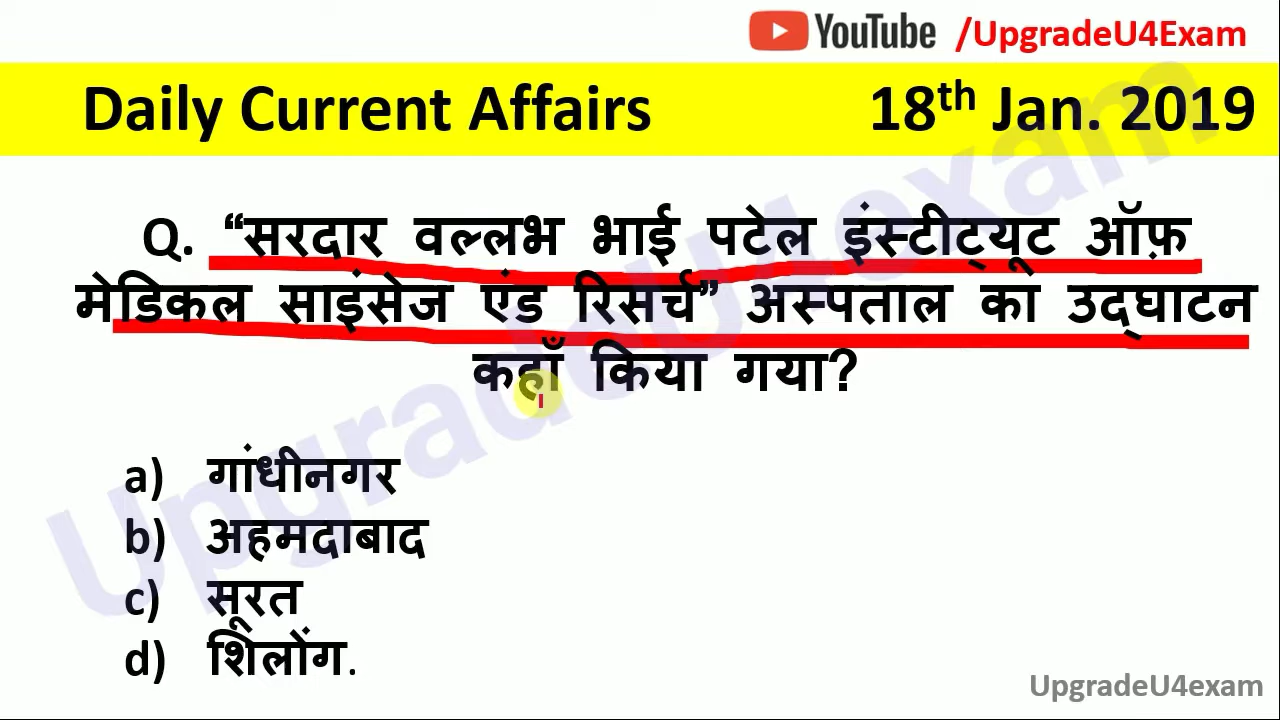 YouTube /UpgradeU4Exam
Daily Current Affairs 18th Jan. 2019
Q. “सरदार वल्लभ भाई पटेल इंस्टीट्यूट ऑफ़
मेडिकल साइंसेज एंड रिसर्च” अस्पताल का उद्घाटन
कहाँ किया गया?
a) गांधीनगर
b) अहमदाबाद
c) सूरत
d) शिलोंग.
Upgradeu4exam
UpgradeU4exam